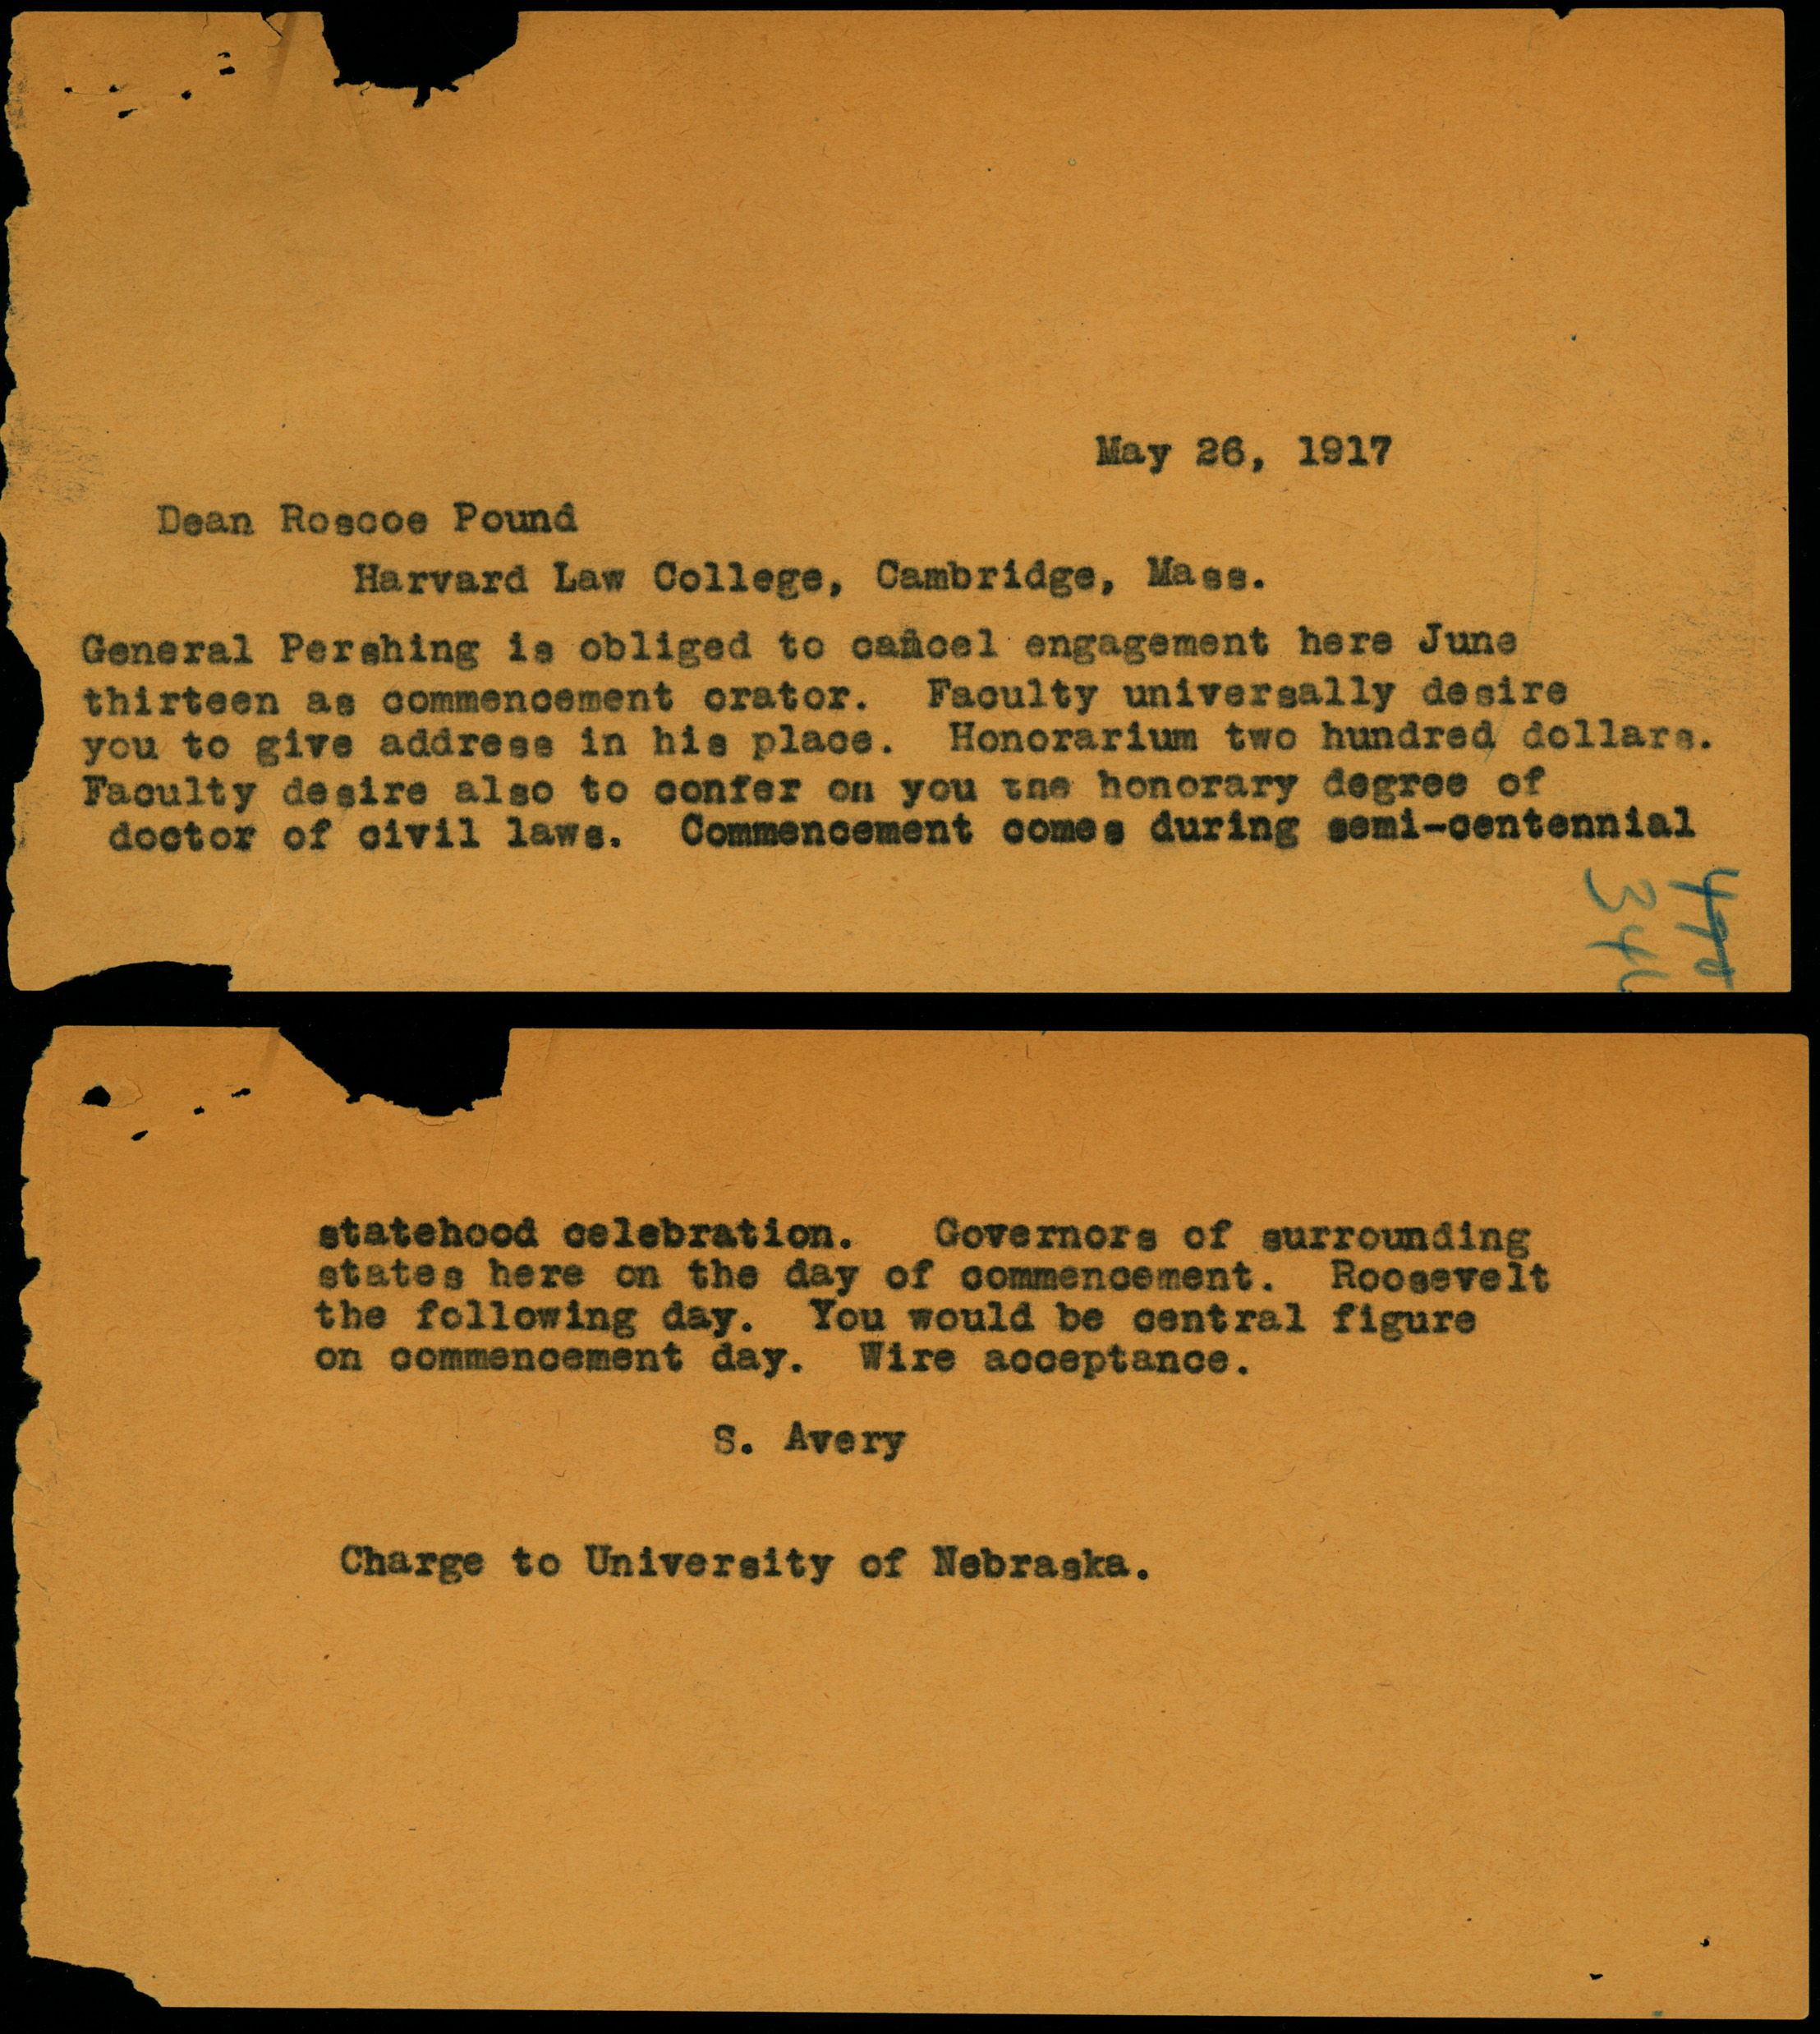 May 26, 1917
Dean Roscoe Pound
Harvard Law College, Cambridge, Mass.
General Pershing is obliged to cancel engagement here June
thirteen as commencement orator. Faculty universally desire
you to give address in his place. Honorarium two hundred dollars.
Faculty desire also to confer on you the honorary degree of
doctor of civil laws. Commencement comes during semi-centennial
statehood celebration. Governors of surrounding
states here on the day of commencement. Roosevelt
the following day. You would be central figure
on commencement day. Wire acceptance.
S. Avery
Charge to University of Nebraska.